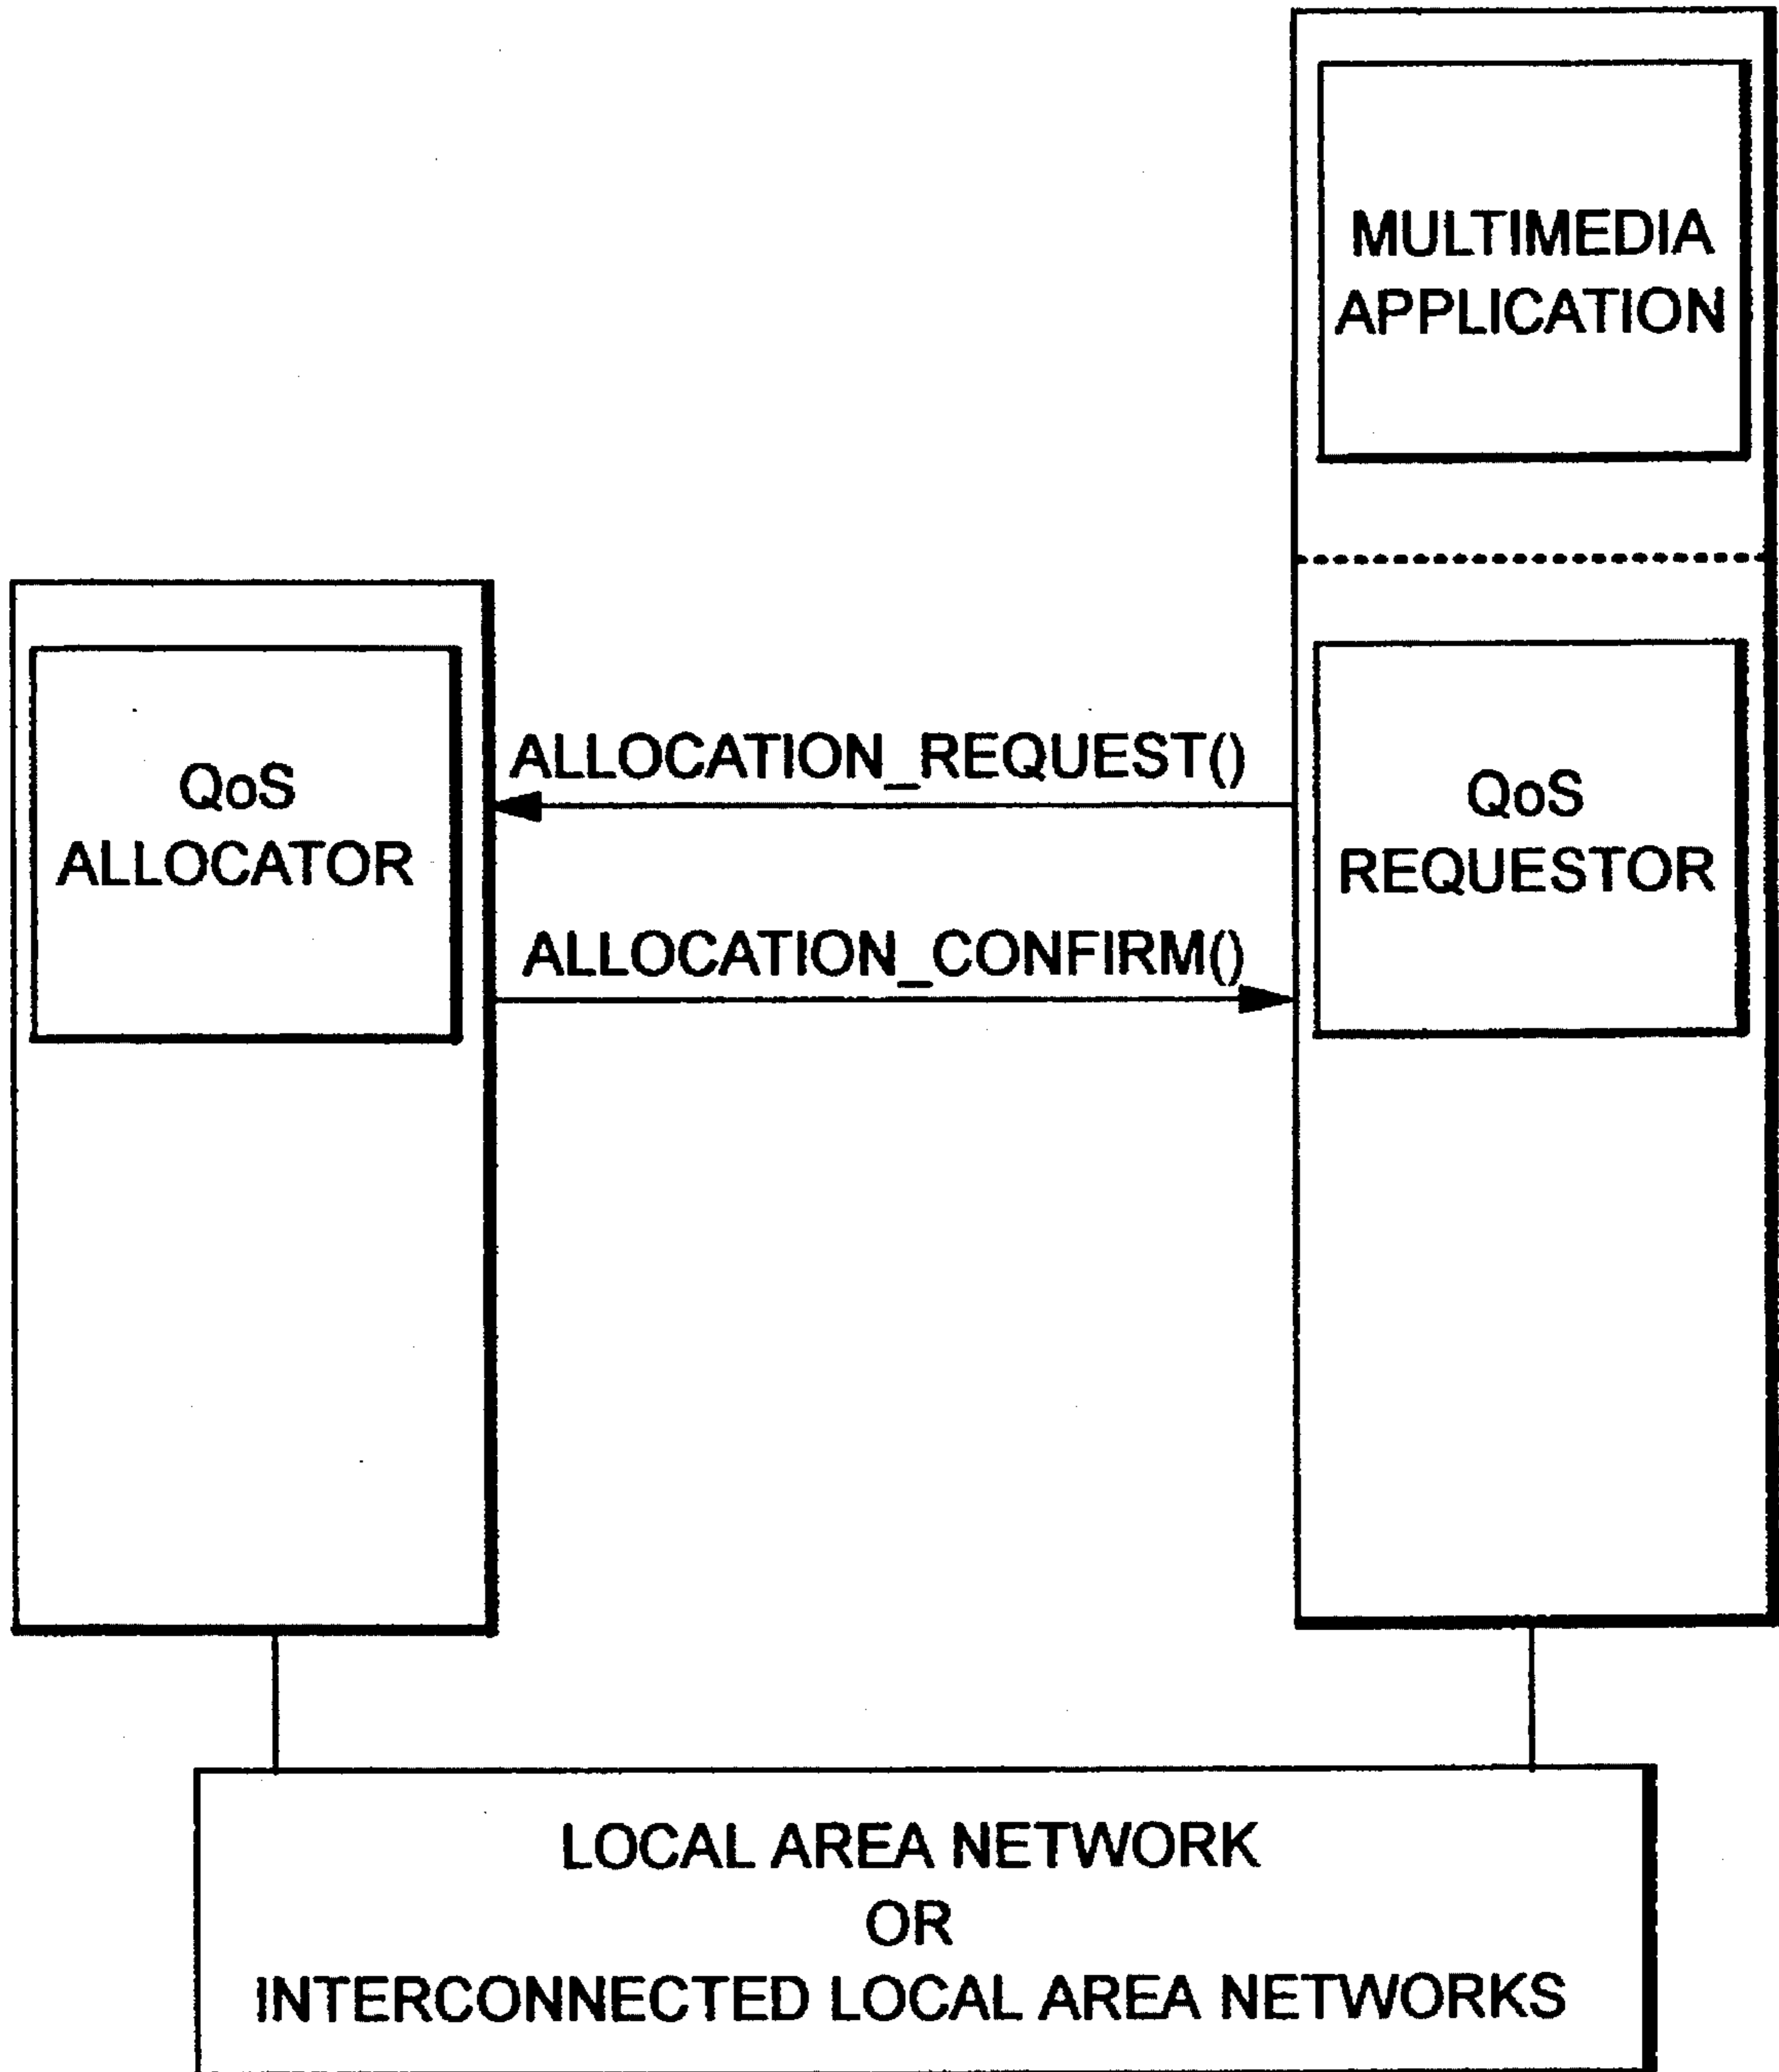 MULTIMEDIA
APPLICATION
QoS
ALLOCATOR
ALLOCATION_REQUEST()
ALLOCATION_CONFIRM()
QoS
REQUESTOR
LOCAL AREA NETWORK
OR
INTERCONNECTED LOCAL AREA NETWORKS